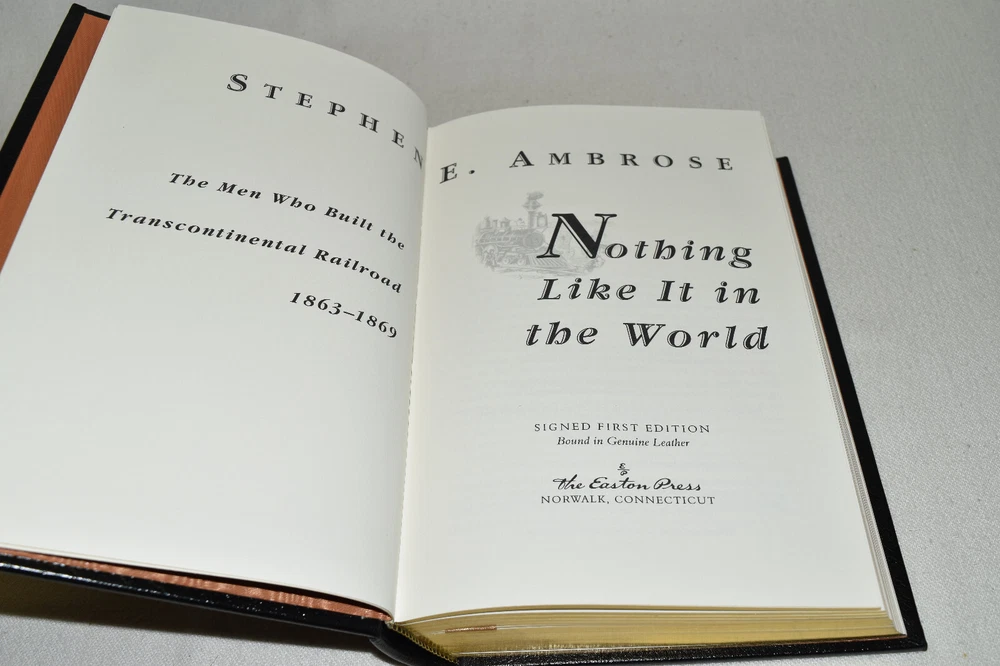 STEPHEN E. AMBROSE
The Men Who Built the
Transcontinental Railroad
1863–1869
Nothing
Like It in
the World
SIGNED FIRST EDITION
Bound in Genuine Leather
The Easton Press
NORWALK, CONNECTICUT